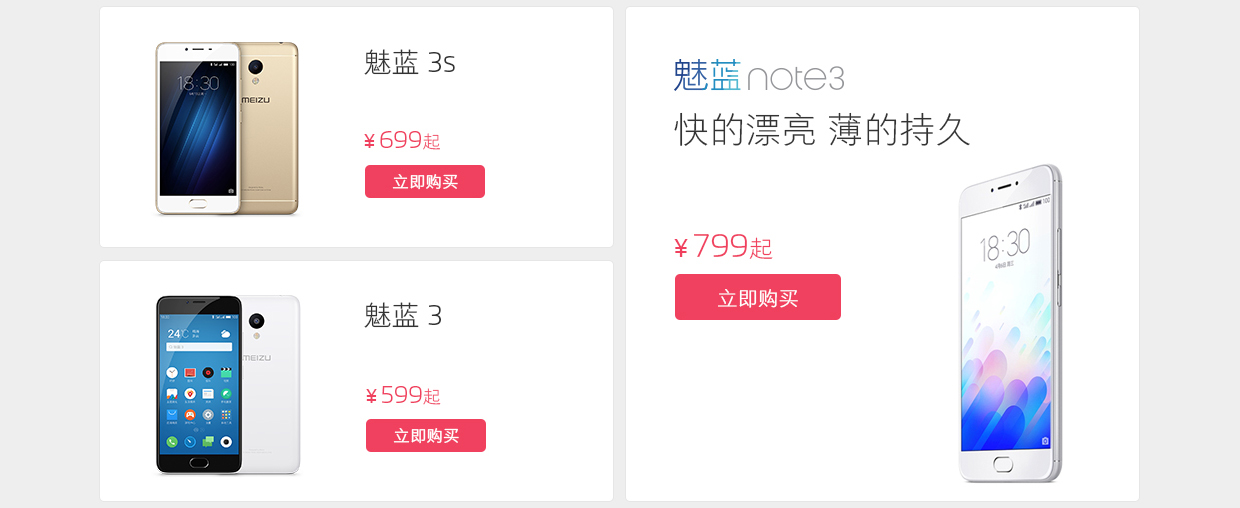 18:30
MEIZU
魅蓝 3s
¥ 699起
立即购买
24°C
MEIZU
魅蓝 3
¥ 599起
立即购买
魅蓝 note3
快的漂亮 薄的持久
¥ 799起
立即购买
18:30